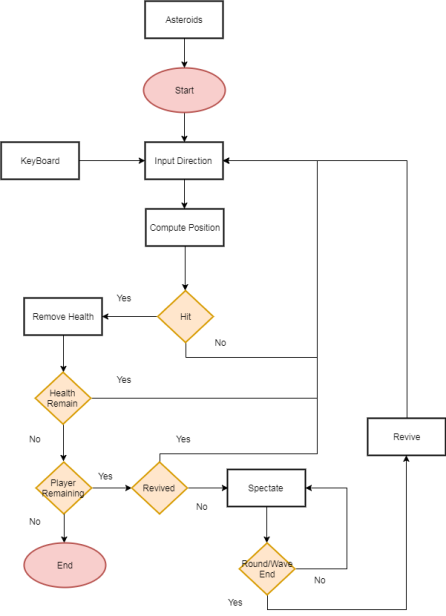 Asteroids
Start
KeyBoard
Input Direction
Compute Position
Yes
Remove Health
Hit
No
Health
Remain
Yes
Revive
No
Yes
Player
Remaining
Yes
Revived
Spectate
No
No
End
Round/Wave
End
No
Yes